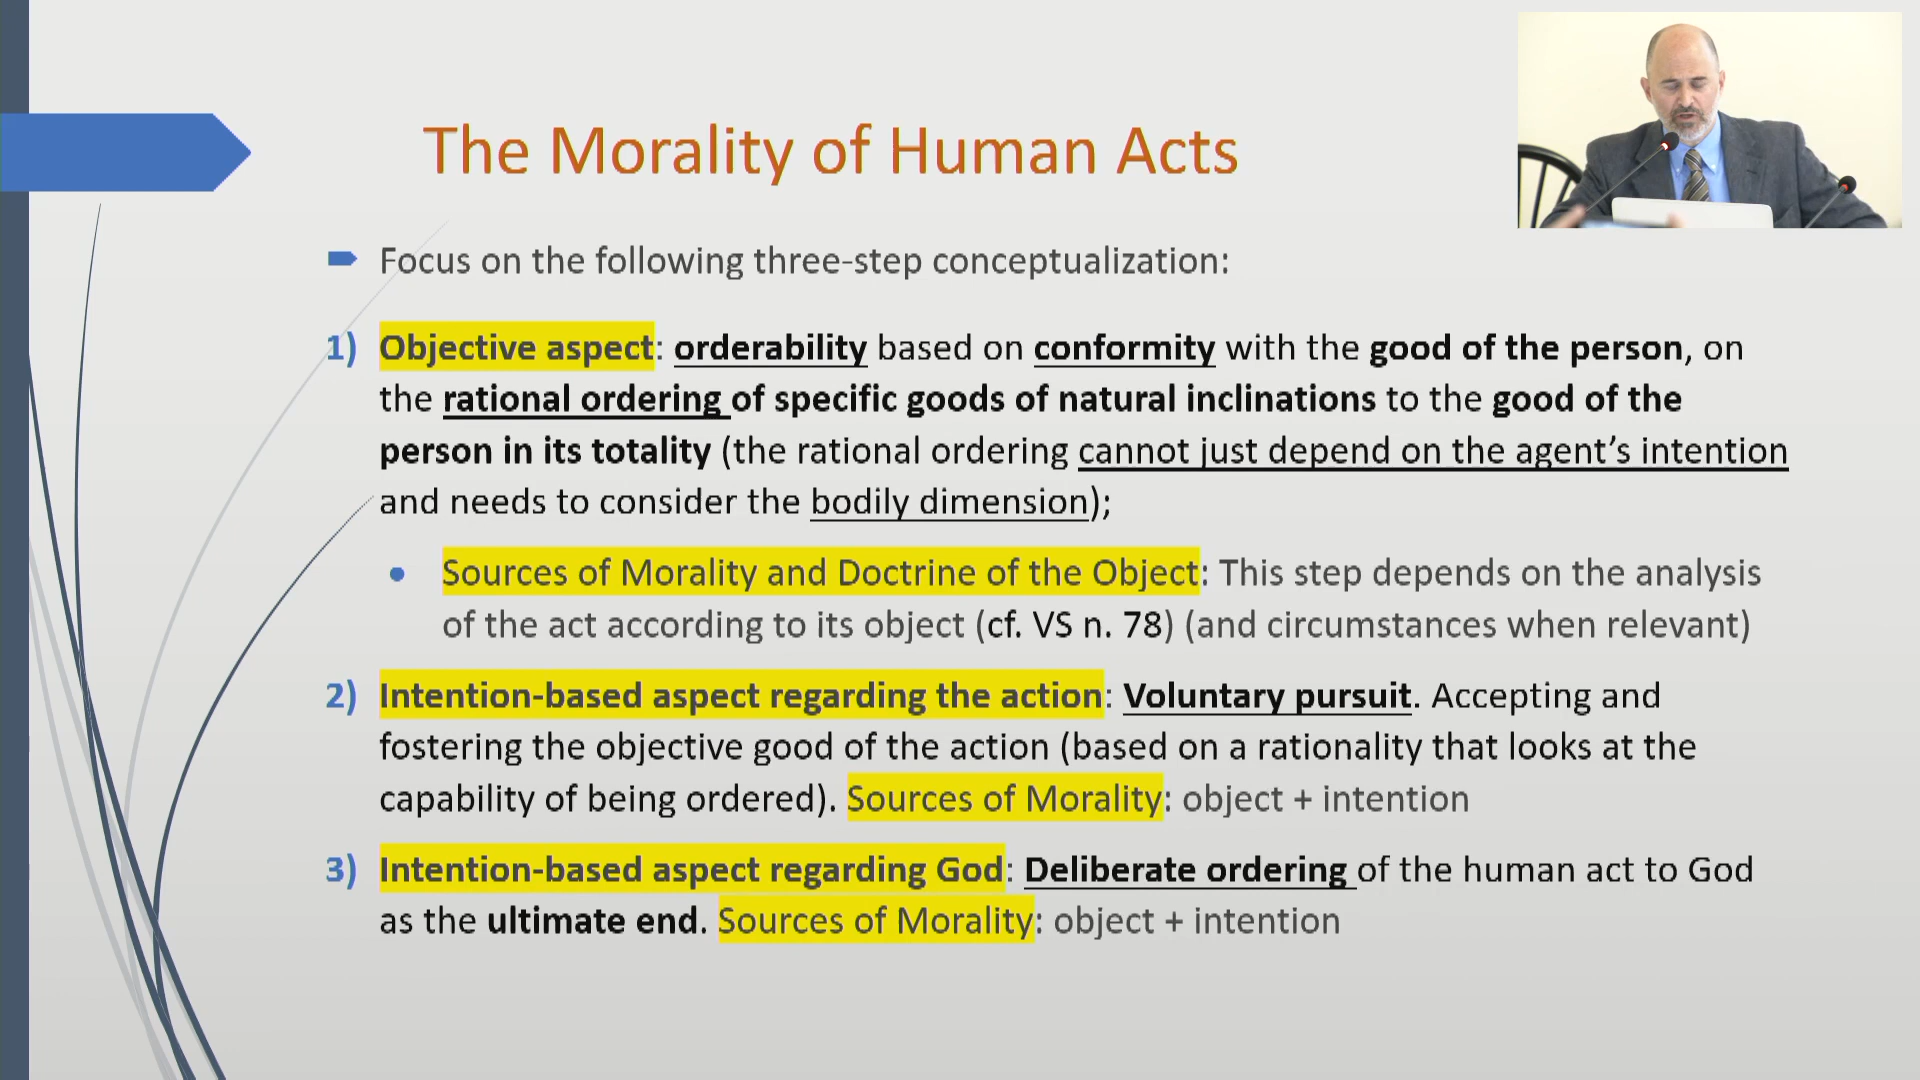 The Morality of Human Acts
Focus on the following three-step conceptualization:
1) Objective aspect: orderability based on conformity with the good of the person, on
the rational ordering of specific goods of natural inclinations to the good of the
person in its totality (the rational ordering cannot just depend on the agent’s intention
and needs to consider the bodily dimension);
• Sources of Morality and Doctrine of the Object: This step depends on the analysis
of the act according to its object (cf. VS n. 78) (and circumstances when relevant)
2) Intention-based aspect regarding the action: Voluntary pursuit. Accepting and
fostering the objective good of the action (based on a rationality that looks at the
capability of being ordered). Sources of Morality: object + intention
3) Intention-based aspect regarding God: Deliberate ordering of the human act to God
as the ultimate end. Sources of Morality: object + intention